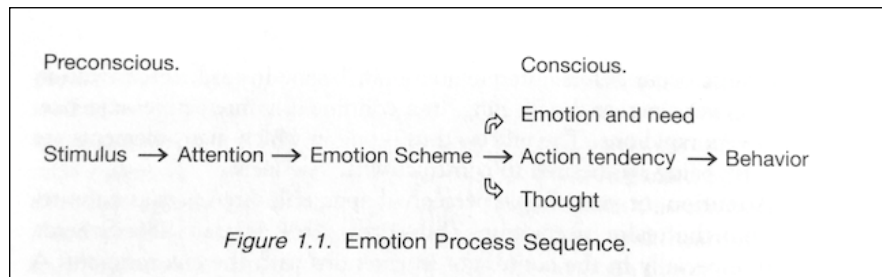 Preconscious. Conscious.
Emotion and need
Stimulus → Attention → Emotion Scheme → Action tendency → Behavior
Thought
Figure 1.1. Emotion Process Sequence.